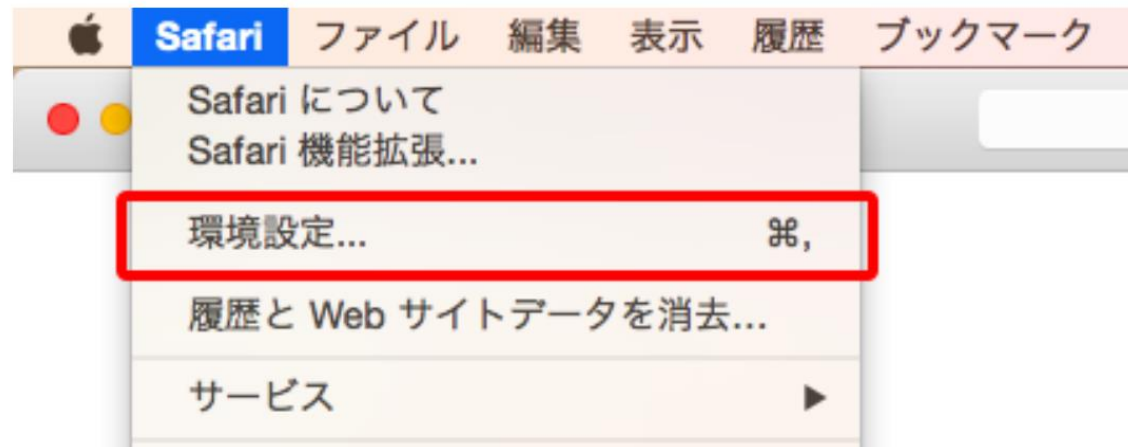 Safari ファイル 編集 表示 履歴 ブックマーク
Safari について
Safari 機能拡張...
環境設定... ⌘,
履歴と Web サイトデータを消去...
サービス ▶